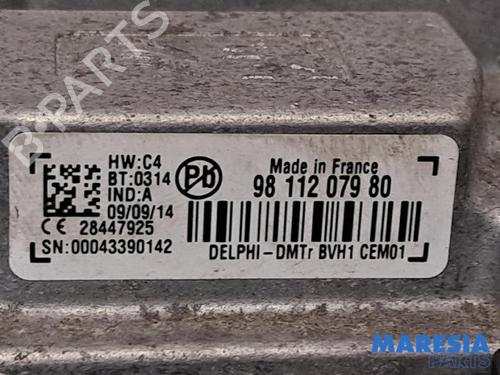 B-PARTS
HW:C4
BT:0314
IND:A
09/09/14
CE 28447925
SN:00043390142
Pb
Made in France
98 112 079 80
DELPHI-DMTr BVH1 CEM01
MARESIA
AUTO PARTS